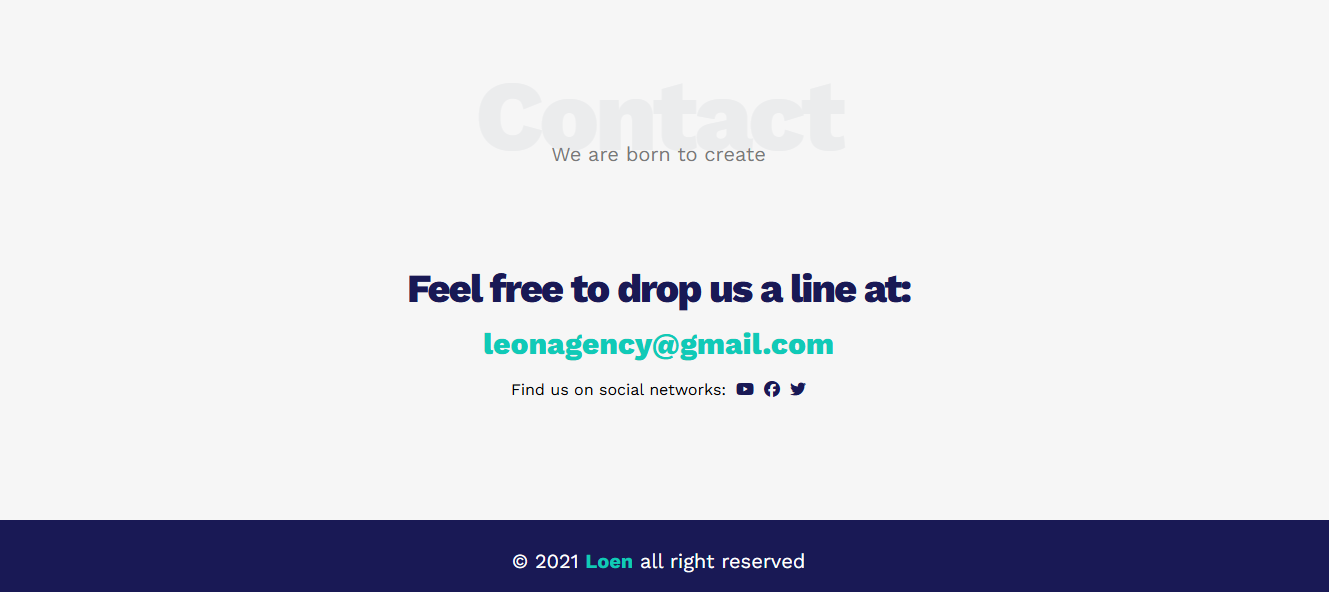 Contact
We are born to create
Feel free to drop us a line at:
leonagency@gmail.com
Find us on social networks:
© 2021 Loen all right reserved